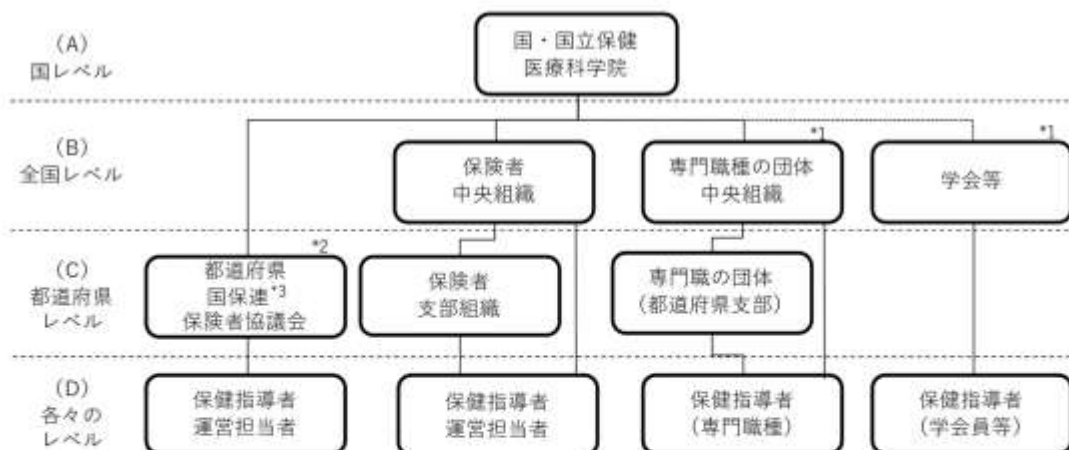 (A)
国レベル
国・国立保健
医療科学院
(B)
全国レベル
保険者
中央組織
*1
専門職種の団体
中央組織
*1
学会等
(C)
都道府県
レベル
*2
都道府県
国保連*3
保険者協議会
保険者
支部組織
専門職の団体
(都道府県支部)
(D)
各々の
レベル
保健指導者
運営担当者
保健指導者
運営担当者
保健指導者
(専門職種)
保健指導者
(学会員等)